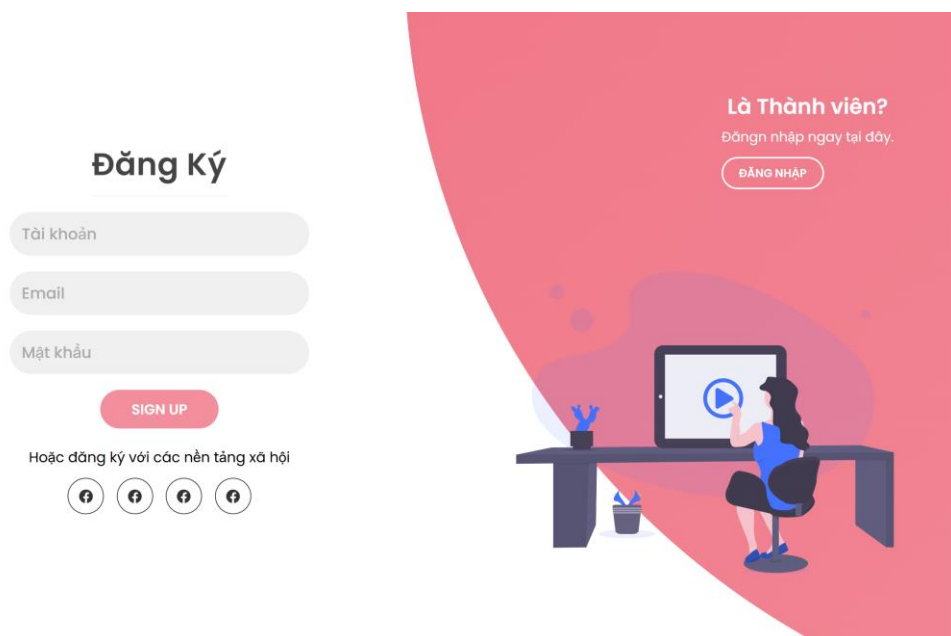 Đăng Ký
Tài khoản
Email
Mật khẩu
SIGN UP
Hoặc đăng ký với các nền tảng xã hội
Là Thành viên?
Đăngn nhập ngay tại đây.
ĐĂNG NHẬP